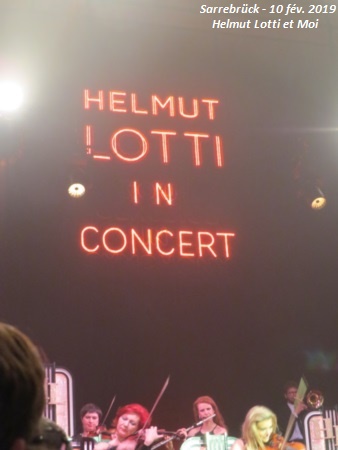 Sarrebrück - 10 fév. 2019
Helmut Lotti et Moi
HELMUT
LOTTI
IN
CONCERT